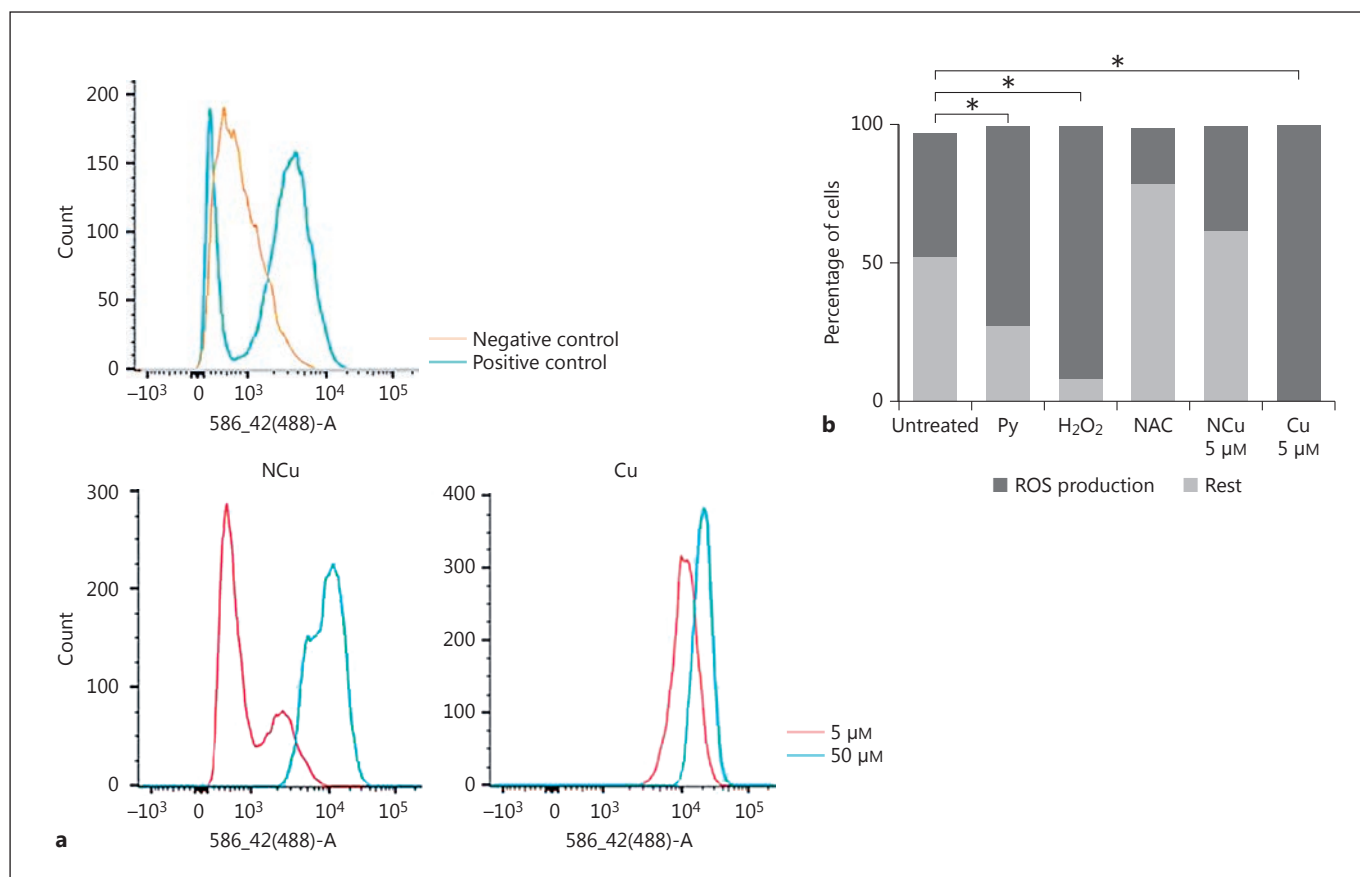 200
150
100
50
0
Count
–10³ 0 10³ 10⁴ 10⁵
586_42(488)-A
Negative control
Positive control
NCu
300
200
100
0
Count
–10³ 0 10³ 10⁴ 10⁵
586_42(488)-A
Cu
400
300
200
100
0
–10³ 0 10³ 10⁴ 10⁵
586_42(488)-A
5 µM
50 µM
a
*
*
*
100
50
0
Percentage of cells
Untreated Py H₂O₂ NAC NCu Cu
5 µM 5 µM
ROS production Rest
b